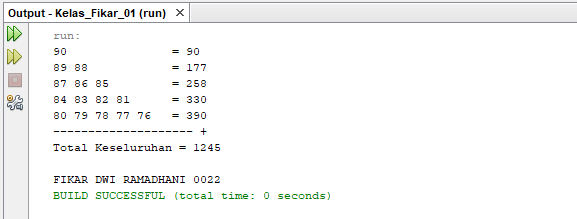 Output - Kelas_Fikar_01 (run) ×
run:
90               = 90
89 88            = 177
87 86 85         = 258
84 83 82 81      = 330
80 79 78 77 76   = 390
--------------------- +
Total Keseluruhan = 1245
FIKAR DWI RAMADHANI 0022
BUILD SUCCESSFUL (total time: 0 seconds)